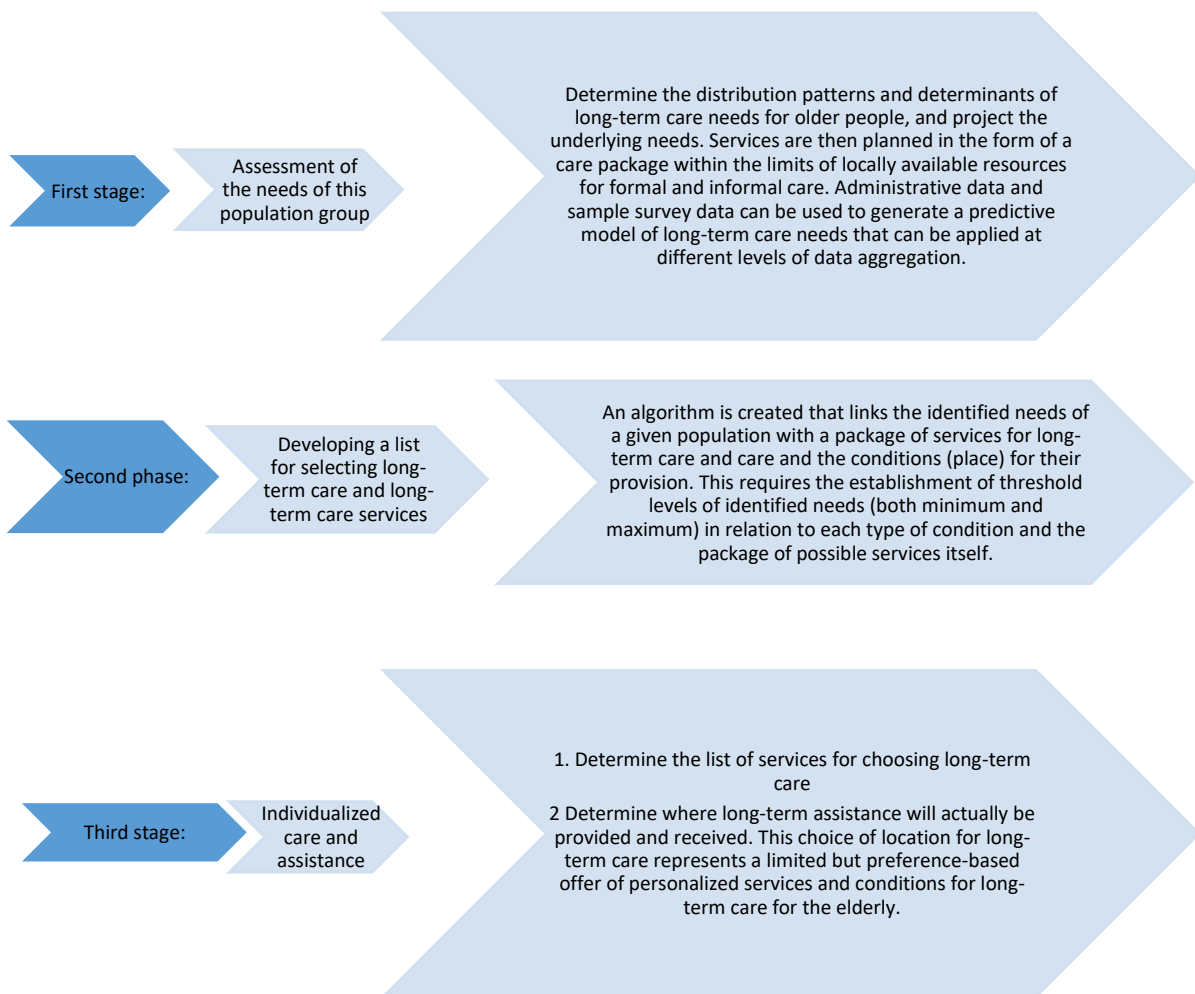 First stage:
Assessment of
the needs of this
population group
Determine the distribution patterns and determinants of
long-term care needs for older people, and project the
underlying needs. Services are then planned in the form of a
care package within the limits of locally available resources
for formal and informal care. Administrative data and
sample survey data can be used to generate a predictive
model of long-term care needs that can be applied at
different levels of data aggregation.
Second phase:
Developing a list
for selecting long-
term care and long-
term care services
An algorithm is created that links the identified needs of
a given population with a package of services for long-
term care and care and the conditions (place) for their
provision. This requires the establishment of threshold
levels of identified needs (both minimum and
maximum) in relation to each type of condition and the
package of possible services itself.
Third stage:
Individualized
care and
assistance
1. Determine the list of services for choosing long-term
care
2 Determine where long-term assistance will actually be
provided and received. This choice of location for long-
term care represents a limited but preference-based
offer of personalized services and conditions for long-
term care for the elderly.